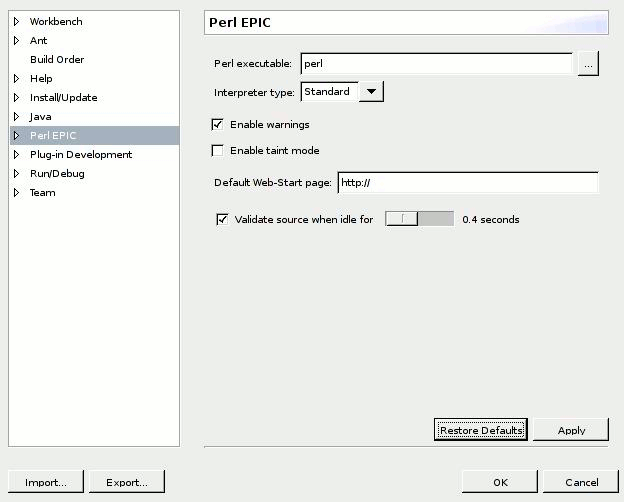 Workbench
Ant
Build Order
Help
Install/Update
Java
Perl EPIC
Plug-in Development
Run/Debug
Team
Perl EPIC
Perl executable: perl ...
Interpreter type: Standard
Enable warnings
Enable taint mode
Default Web-Start page: http://
Validate source when idle for 0.4 seconds
Restore Defaults Apply
Import... Export... OK Cancel